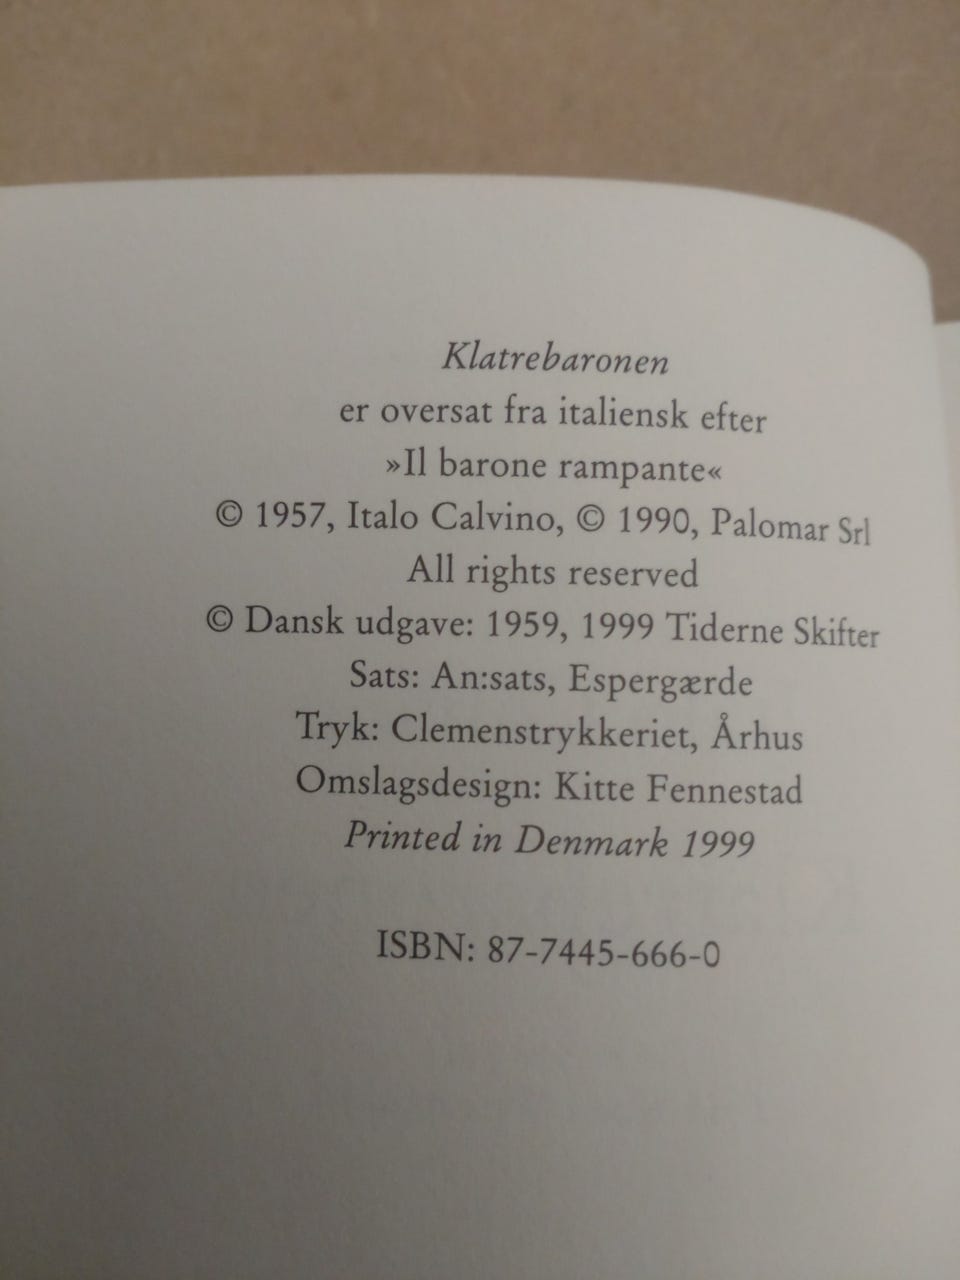 Klatrebaronen
er oversat fra italiensk efter
»Il barone rampante«
© 1957, Italo Calvino, © 1990, Palomar Srl
All rights reserved
© Dansk udgave: 1959, 1999 Tiderne Skifter
Sats: An:sats, Espergærde
Tryk: Clemenstrykkeriet, Århus
Omslagsdesign: Kitte Fennestad
Printed in Denmark 1999
ISBN: 87-7445-666-0